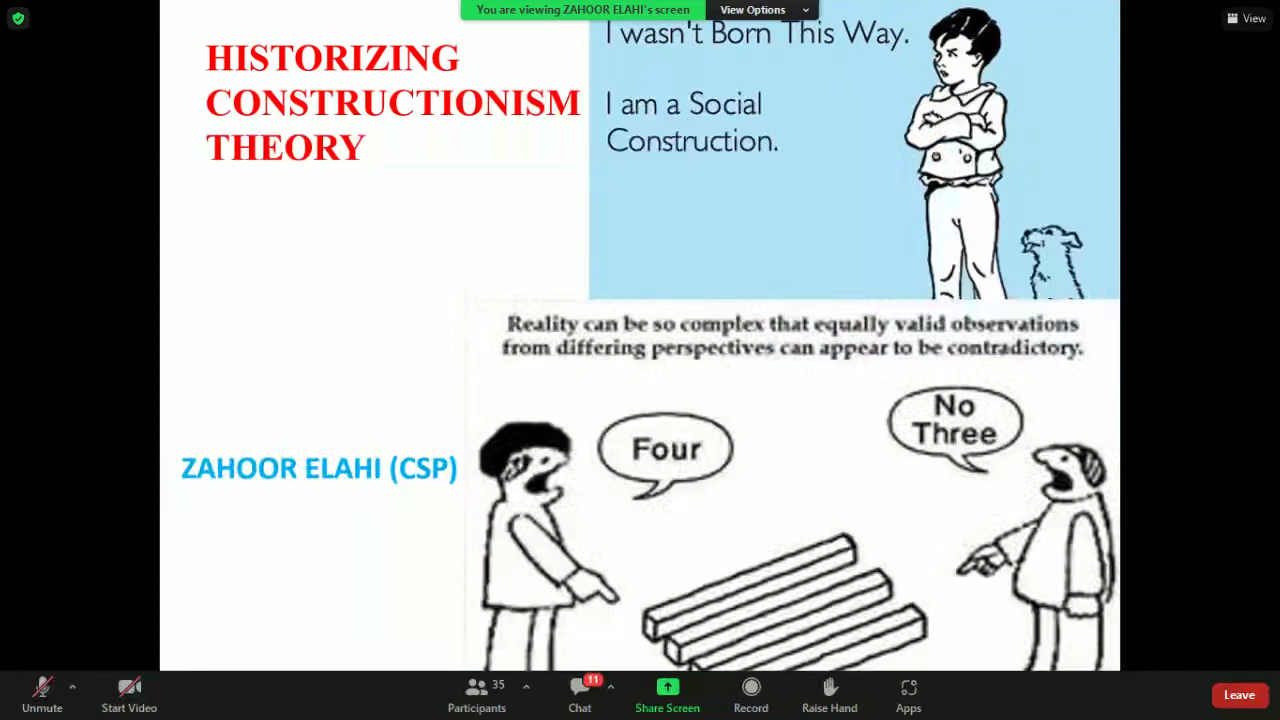 You are viewing ZAHOOR ELAHI's screen
View Options
View
HISTORIZING
CONSTRUCTIONISM
THEORY
I wasn't Born This Way.
I am a Social
Construction.
Reality can be so complex that equally valid observations
from differing perspectives can appear to be contradictory.
Four
No
Three
ZAHOOR ELAHI (CSP)
Unmute
Start Video
35
Participants
11
Chat
Share Screen
Record
Raise Hand
Apps
Leave